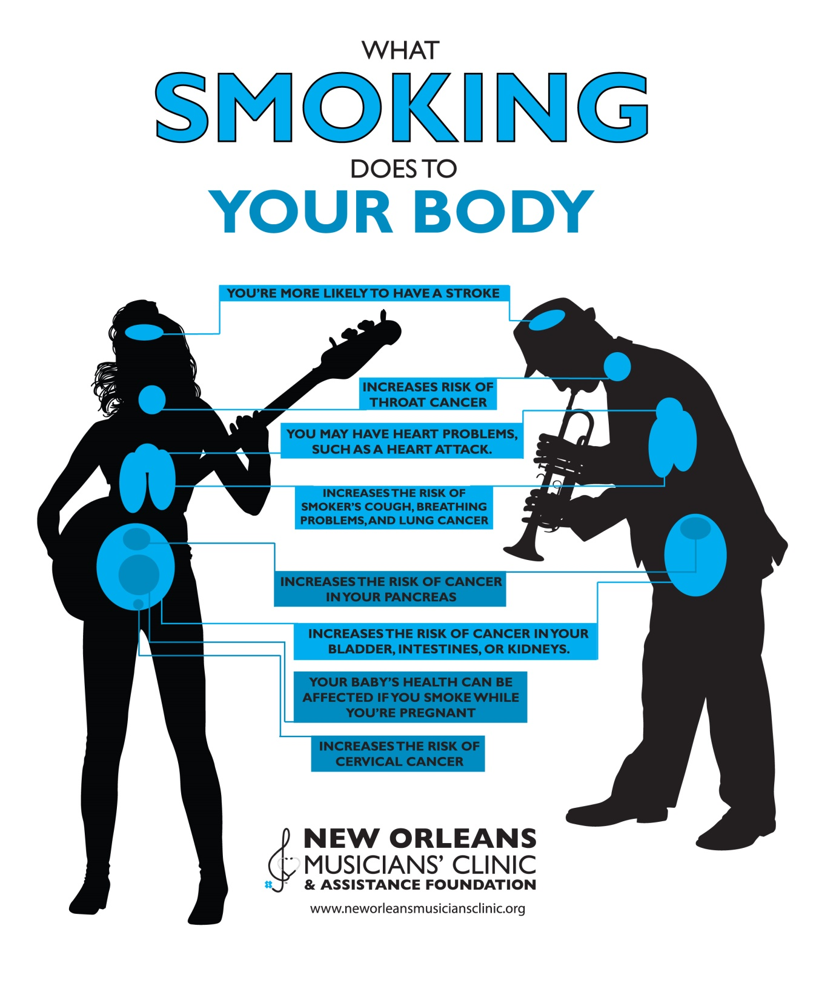 WHAT
SMOKING
DOES TO
YOUR BODY
YOU'RE MORE LIKELY TO HAVE A STROKE
INCREASES RISK OF
THROAT CANCER
YOU MAY HAVE HEART PROBLEMS,
SUCH AS A HEART ATTACK.
INCREASES THE RISK OF
SMOKER'S COUGH, BREATHING
PROBLEMS, AND LUNG CANCER
INCREASES THE RISK OF CANCER
IN YOUR PANCREAS
INCREASES THE RISK OF CANCER IN YOUR
BLADDER, INTESTINES, OR KIDNEYS.
YOUR BABY'S HEALTH CAN BE
AFFECTED IF YOU SMOKE WHILE
YOU'RE PREGNANT
INCREASES THE RISK OF
CERVICAL CANCER
NEW ORLEANS
MUSICIANS' CLINIC
& ASSISTANCE FOUNDATION
www.neworleansmusiciansclinic.org